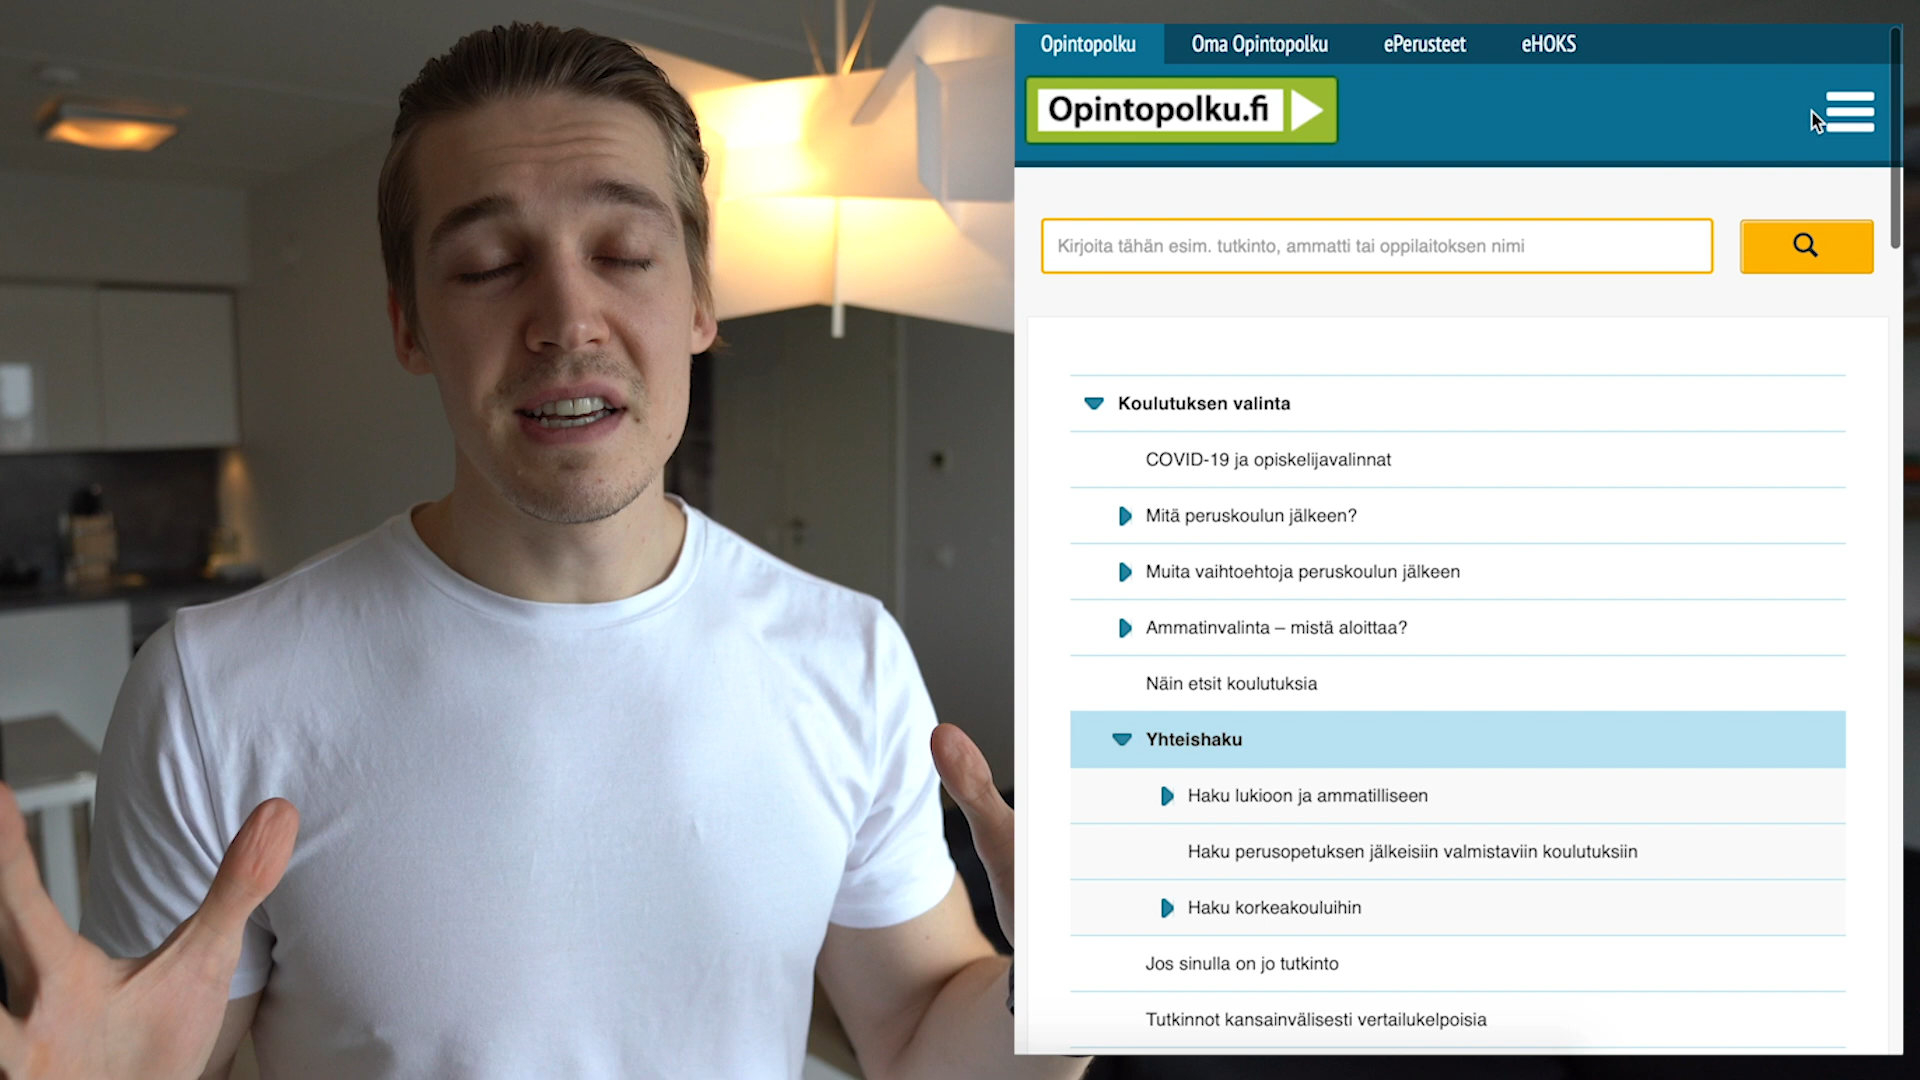 Opintopolku Oma Opintopolku ePerusteet eHOKS
Opintopolku.fi
Kirjoita tähän esim. tutkinto, ammatti tai oppilaitoksen nimi
Koulutuksen valinta
COVID-19 ja opiskelijavalinnat
Mitä peruskoulun jälkeen?
Muita vaihtoehtoja peruskoulun jälkeen
Ammatinvalinta – mistä aloittaa?
Näin etsit koulutuksia
Yhteishaku
Haku lukioon ja ammatilliseen
Haku perusopetuksen jälkeisiin valmistaviin koulutuksiin
Haku korkeakouluihin
Jos sinulla on jo tutkinto
Tutkinnot kansainvälisesti vertailukelpoisia